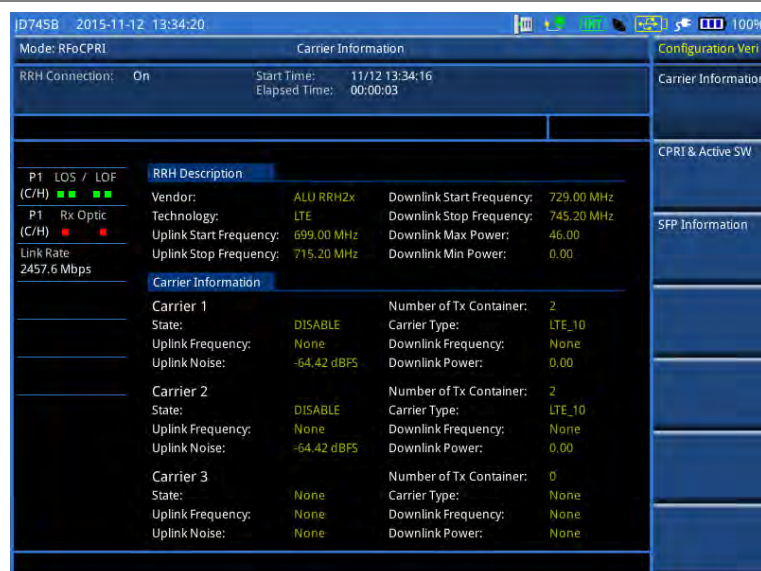 JD745B 2015-11-12 13:34:20 100%
Mode: RFoCPRI Carrier Information Configuration Veri
RRH Connection: On Start Time: 11/12 13:34:16 Carrier Information
Elapsed Time: 00:00:03
CPRI & Active SW
P1 LOS / LOF RRH Description
(C/H) Vendor: ALU RRH2x Downlink Start Frequency: 729.00 MHz
P1 Rx Optic Technology: LTE Downlink Stop Frequency: 745.20 MHz
(C/H) Uplink Start Frequency: 699.00 MHz Downlink Max Power: 46.00 SFP Information
Link Rate Uplink Stop Frequency: 715.20 MHz Downlink Min Power: 0.00
2457.6 Mbps
Carrier Information
Carrier 1 Number of Tx Container: 2
State: DISABLE Carrier Type: LTE_10
Uplink Frequency: None Downlink Frequency: None
Uplink Noise: -64.42 dBFS Downlink Power: 0.00
Carrier 2 Number of Tx Container: 2
State: DISABLE Carrier Type: LTE_10
Uplink Frequency: None Downlink Frequency: None
Uplink Noise: -64.42 dBFS Downlink Power: 0.00
Carrier 3 Number of Tx Container: 0
State: None Carrier Type: None
Uplink Frequency: None Downlink Frequency: None
Uplink Noise: None Downlink Power: None